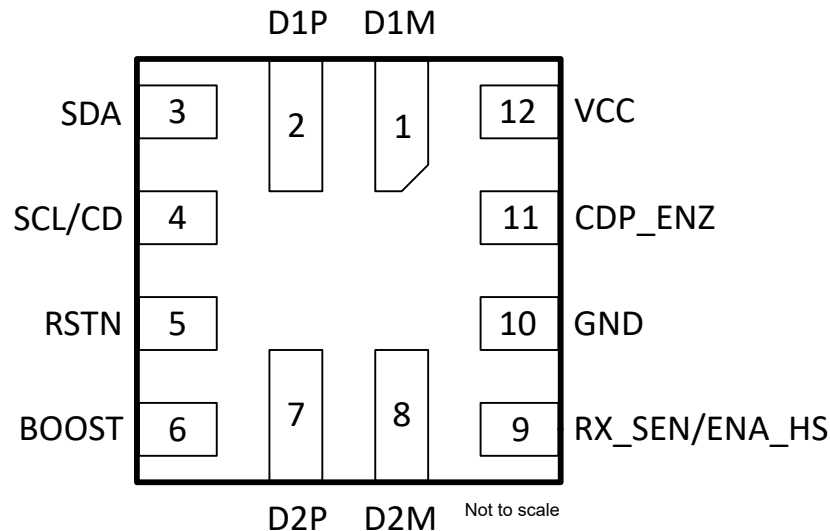 D1P D1M
SDA 3 2 1 12 VCC
SCL/CD 4 11 CDP_ENZ
RSTN 5 10 GND
BOOST 6 7 8 9 RX_SEN/ENA_HS
D2P D2M Not to scale